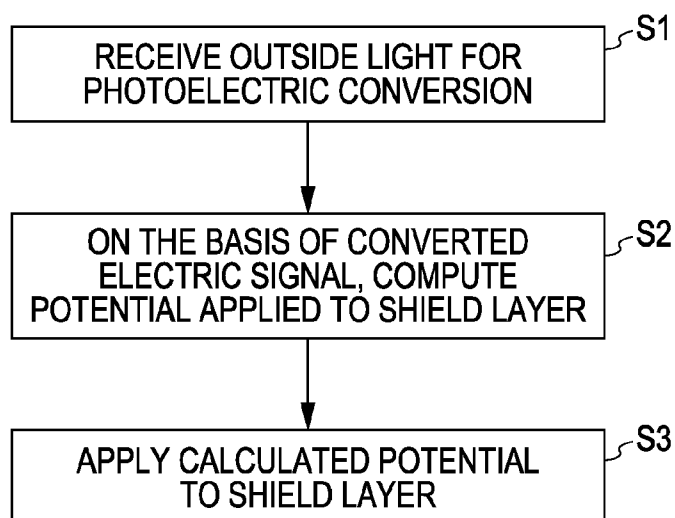 S1
RECEIVE OUTSIDE LIGHT FOR
PHOTOELECTRIC CONVERSION
S2
ON THE BASIS OF CONVERTED
ELECTRIC SIGNAL, COMPUTE
POTENTIAL APPLIED TO SHIELD LAYER
S3
APPLY CALCULATED POTENTIAL
TO SHIELD LAYER